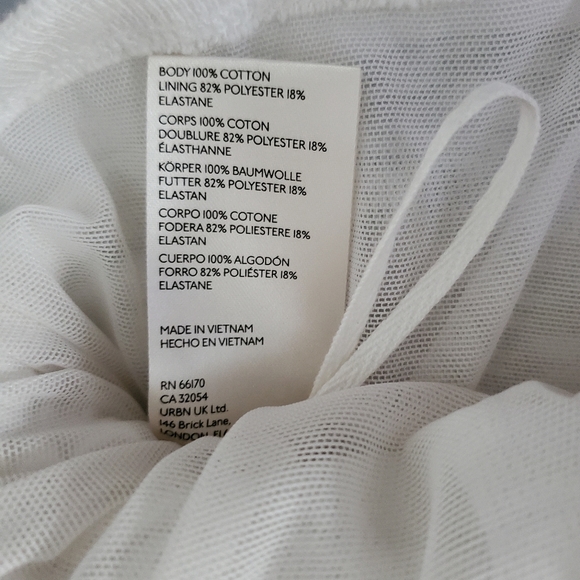 BODY 100% COTTON
LINING 82% POLYESTER 18%
ELASTANE
CORPS 100% COTON
DOUBLURE 82% POLYESTER 18%
ÉLASTHANNE
KÖRPER 100% BAUMWOLLE
FUTTER 82% POLYESTER 18%
ELASTAN
CORPO 100% COTONE
FODERA 82% POLIESTERE 18%
ELASTAN
CUERPO 100% ALGODÓN
FORRO 82% POLIÉSTER 18%
ELASTANE
MADE IN VIETNAM
HECHO EN VIETNAM
RN 66170
CA 32054
URBN UK Ltd.
146 Brick Lane,
LONDON,